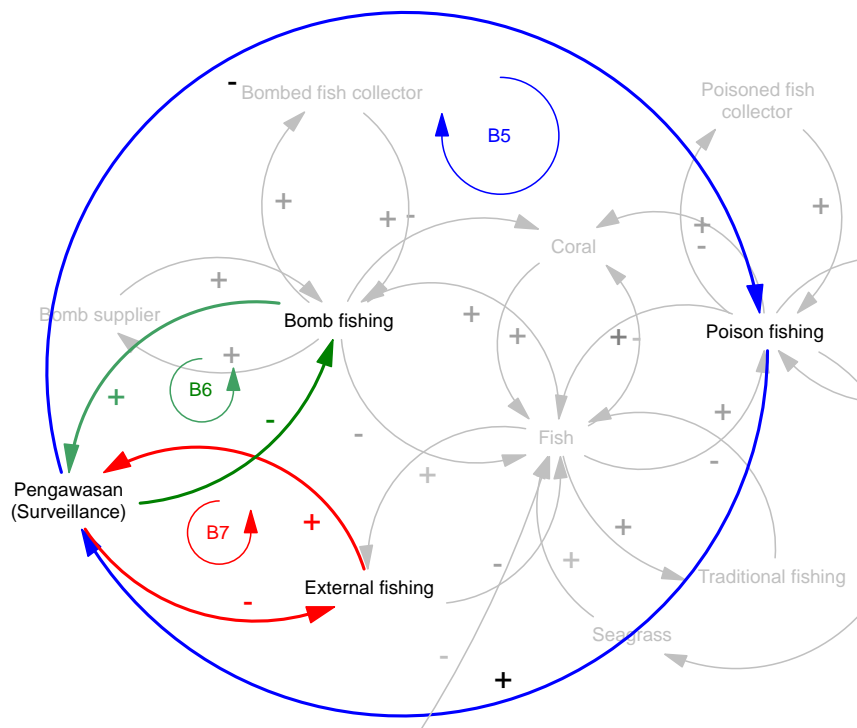 -
Bombed fish collector
Poisoned fish
collector
B5
+
+
-
+
+
-
Coral
+
Bomb supplier
Bomb fishing
Poison fishing
+
+
+
-
+
B6
+
-
+
-
Fish
-
+
Pengawasan
(Surveillance)
B7
+
+
-
+
External fishing
-
Traditional fishing
Seagrass
-
+